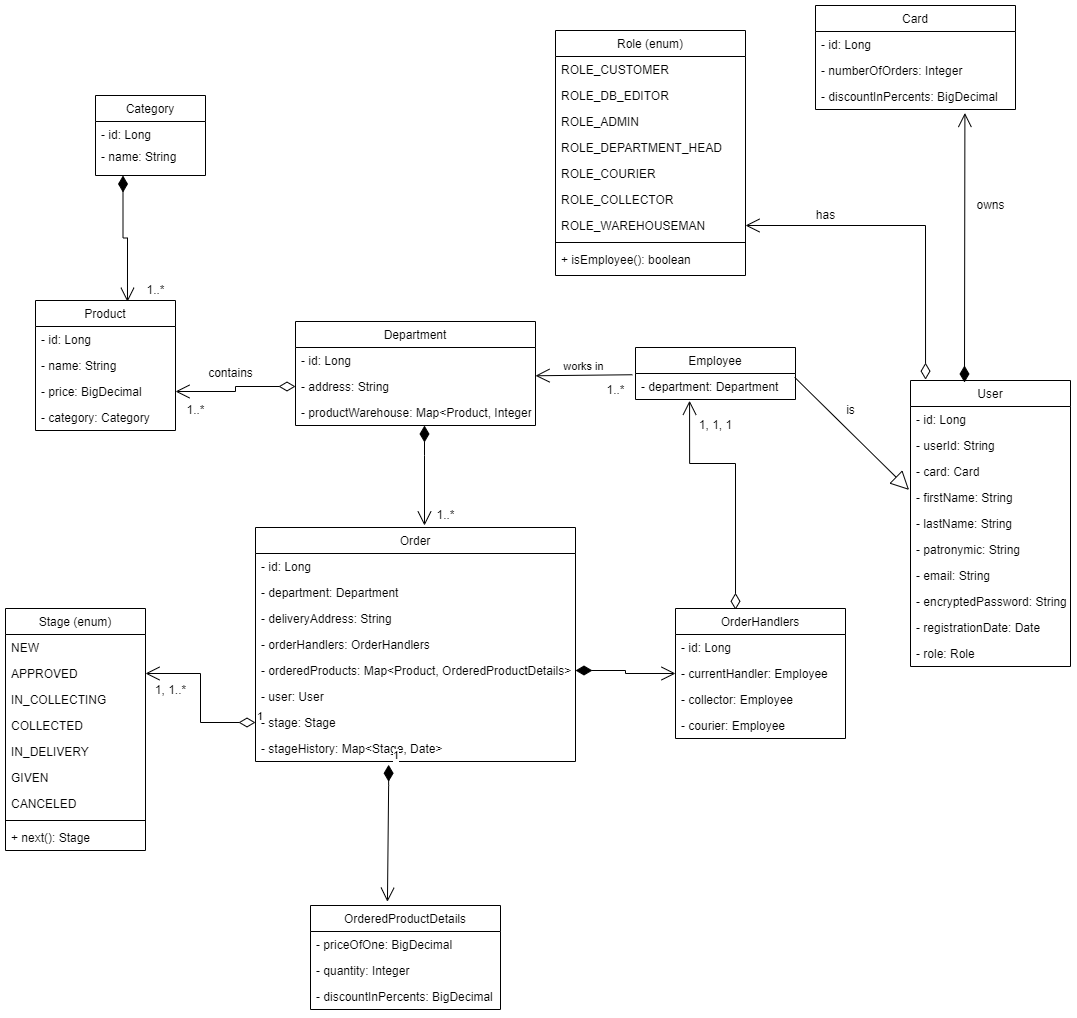 Card
- id: Long
- numberOfOrders: Integer
- discountInPercents: BigDecimal
Role (enum)
ROLE_CUSTOMER
ROLE_DB_EDITOR
ROLE_ADMIN
ROLE_DEPARTMENT_HEAD
ROLE_COURIER
ROLE_COLLECTOR
ROLE_WAREHOUSEMAN
+ isEmployee(): boolean
has
owns
Category
- id: Long
- name: String
1..*
Product
- id: Long
- name: String
- price: BigDecimal
- category: Category
contains
1..*
Department
- id: Long
- address: String
- productWarehouse: Map<Product, Integer
works in
1..*
Employee
- department: Department
1, 1, 1
is
User
- id: Long
- userId: String
- card: Card
- firstName: String
- lastName: String
- patronymic: String
- email: String
- encryptedPassword: String
- registrationDate: Date
- role: Role
1..*
Order
- id: Long
- department: Department
- deliveryAddress: String
- orderHandlers: OrderHandlers
- orderedProducts: Map<Product, OrderedProductDetails>
- user: User
- stage: Stage
- stageHistory: Map<Stage, Date>
1
1
Stage (enum)
NEW
APPROVED
IN_COLLECTING
COLLECTED
IN_DELIVERY
GIVEN
CANCELED
+ next(): Stage
1, 1..*
OrderHandlers
- id: Long
- currentHandler: Employee
- collector: Employee
- courier: Employee
OrderedProductDetails
- priceOfOne: BigDecimal
- quantity: Integer
- discountInPercents: BigDecimal